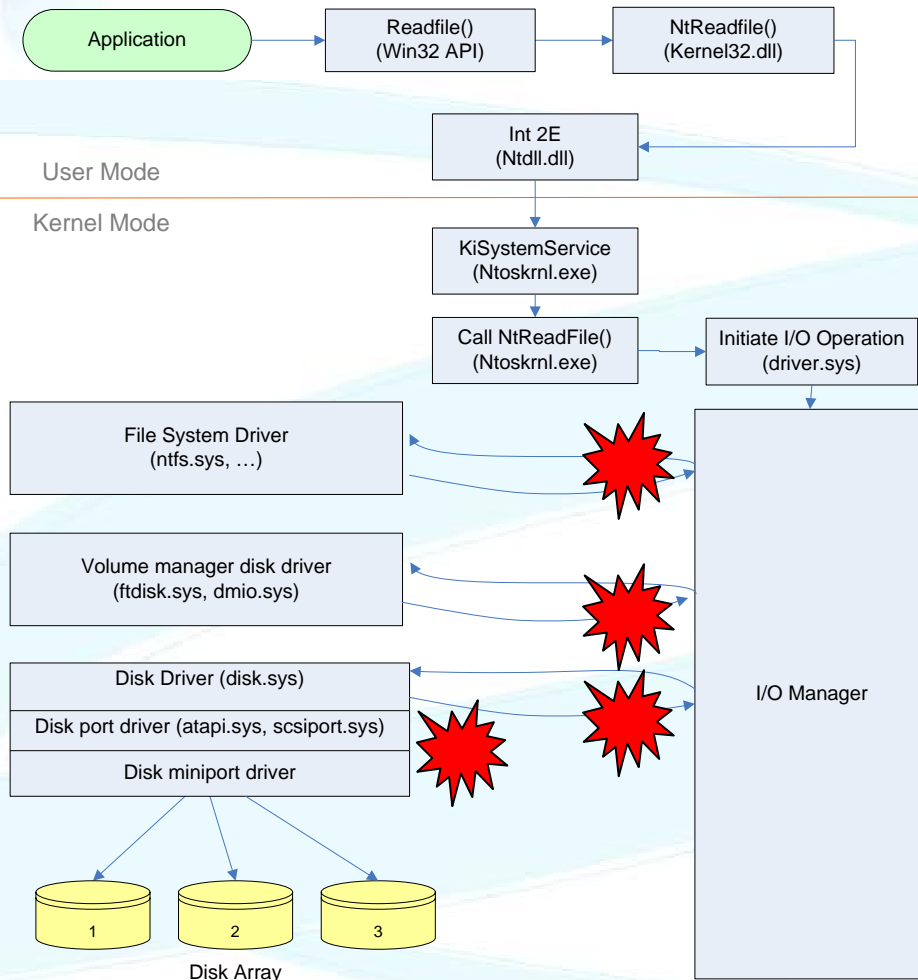 Application
Readfile()
(Win32 API)
NtReadfile()
(Kernel32.dll)
Int 2E
(Ntdll.dll)
User Mode
Kernel Mode
KiSystemService
(Ntoskrnl.exe)
Call NtReadFile()
(Ntoskrnl.exe)
Initiate I/O Operation
(driver.sys)
File System Driver
(ntfs.sys, …)
Volume manager disk driver
(ftdisk.sys, dmio.sys)
Disk Driver (disk.sys)
Disk port driver (atapi.sys, scsiport.sys)
Disk miniport driver
I/O Manager
1
2
3
Disk Array